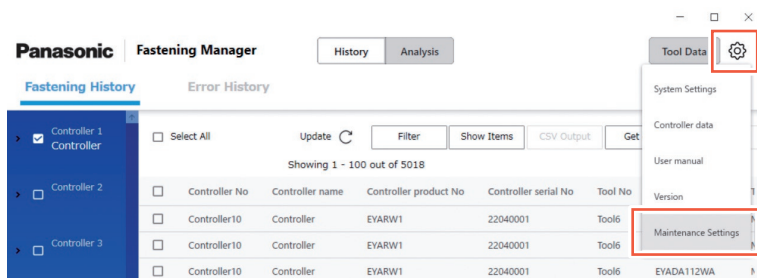 Panasonic Fastening Manager History Analysis Tool Data
Fastening History Error History
System Settings
Controller data
User manual
Version
Maintenance Settings
Controller 1
Controller
Controller 2
Controller 3
Select All Update Filter Show Items CSV Output Get
Showing 1 - 100 out of 5018
Controller No Controller name Controller product No Controller serial No Tool No
Controller10 Controller EYARW1 22040001 Tool6
Controller10 Controller EYARW1 22040001 Tool6
Controller10 Controller EYARW1 22040001 Tool6 EYADA112WA